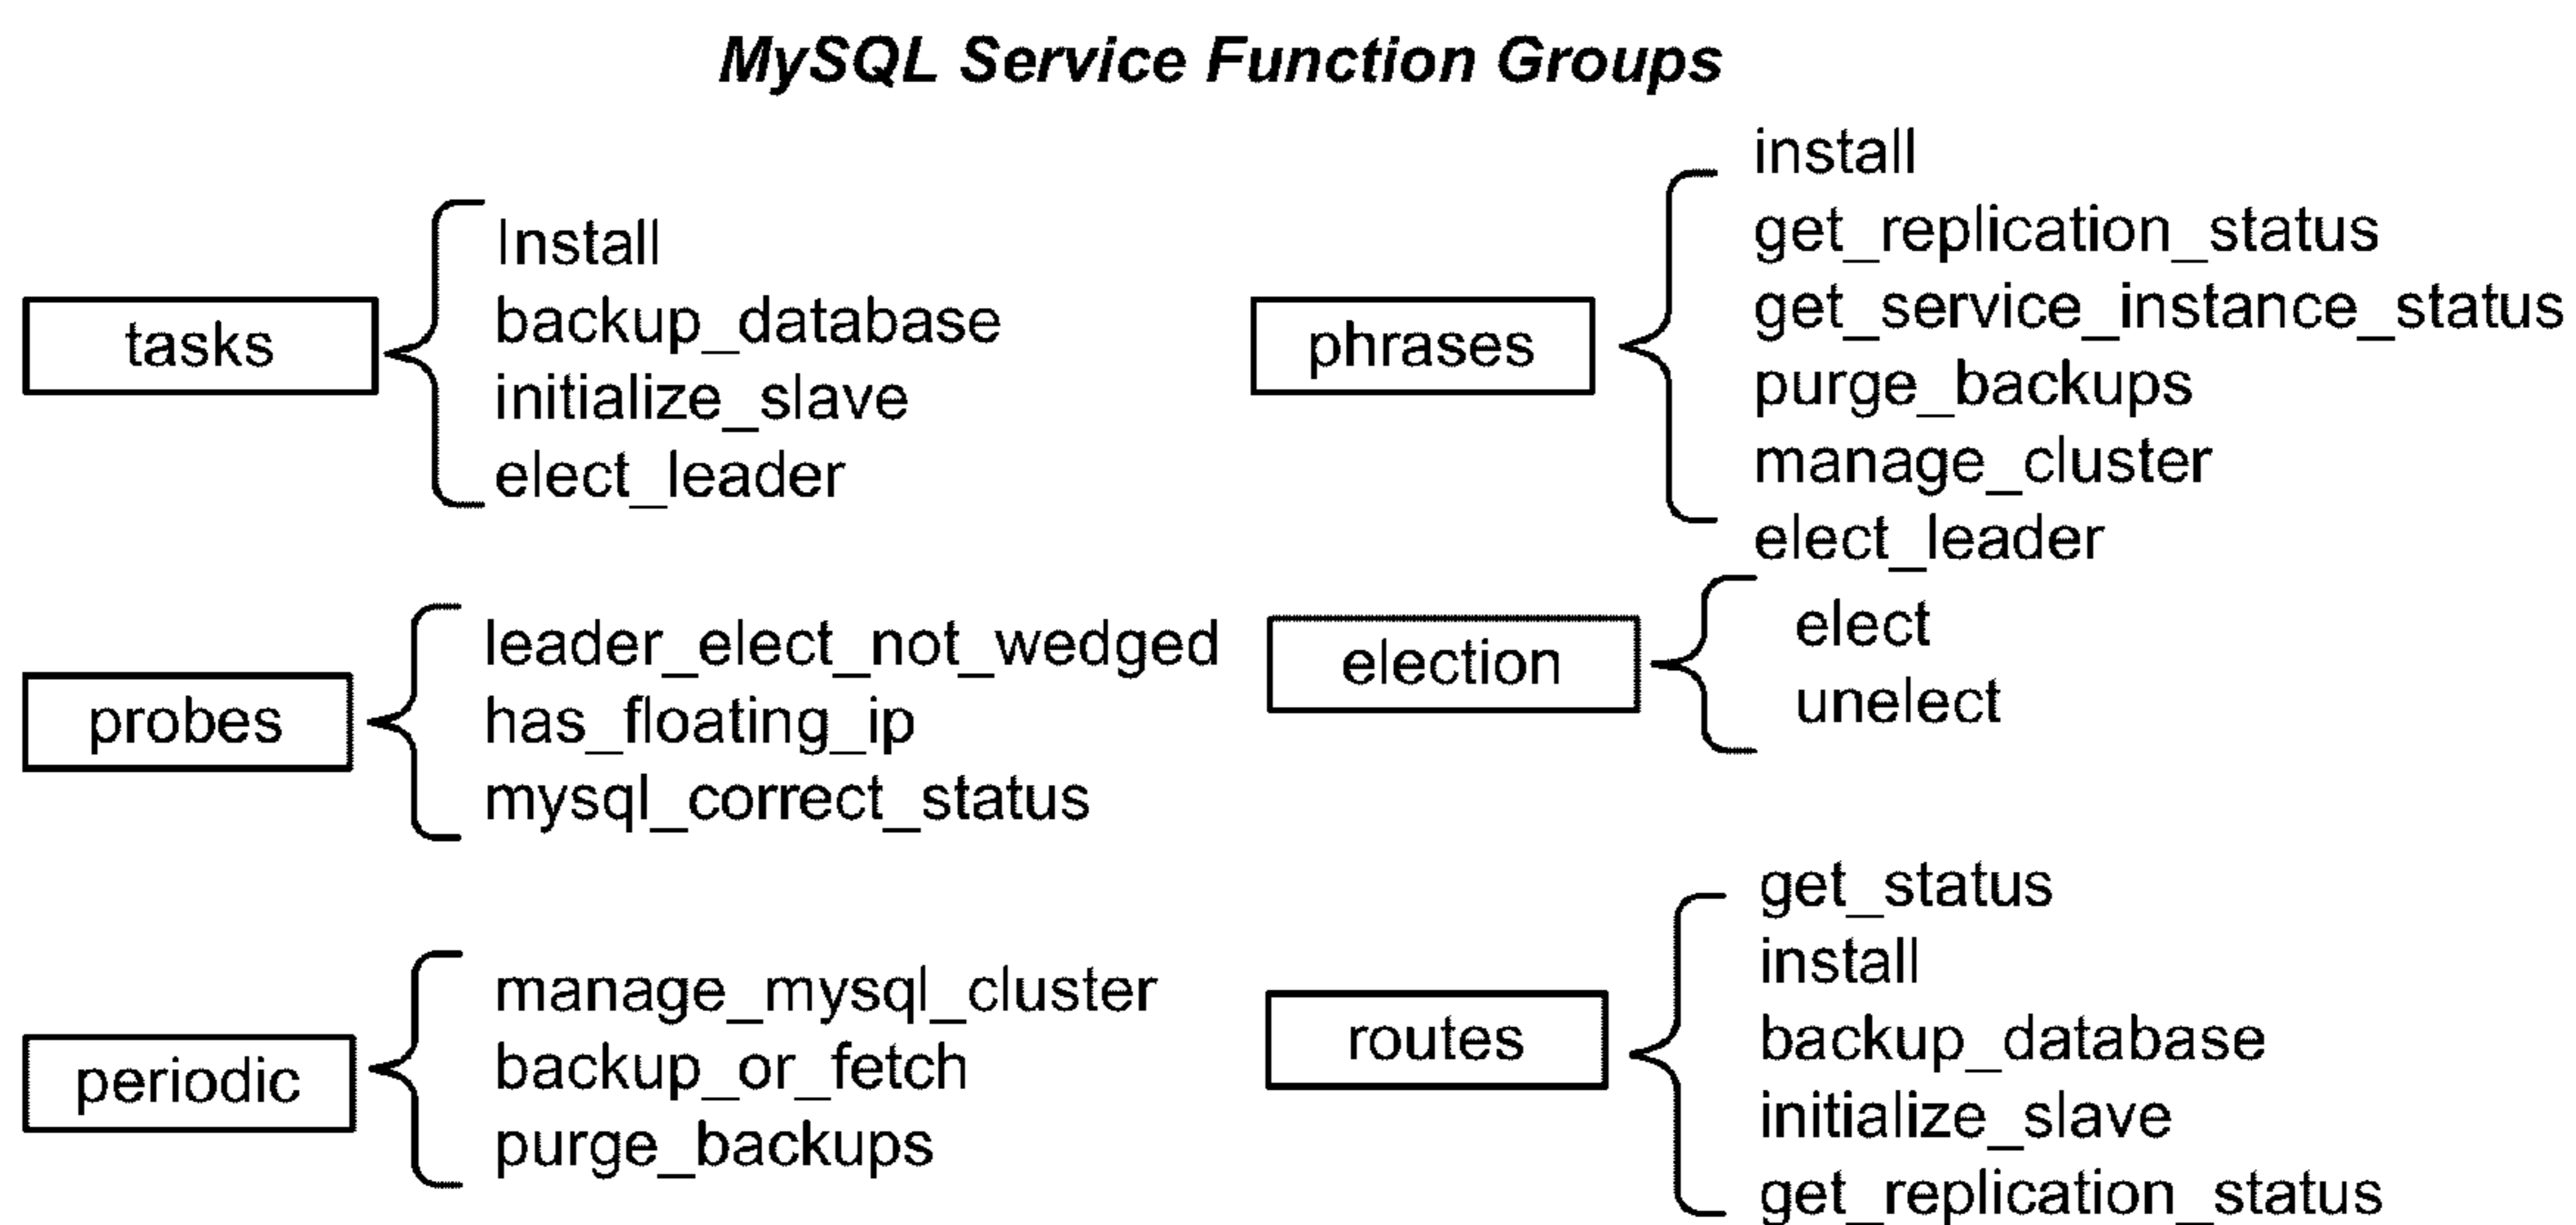 MySQL Service Function Groups
tasks
Install
backup_database
initialize_slave
elect_leader
phrases
install
get_replication_status
get_service_instance_status
purge_backups
manage_cluster
elect_leader
probes
leader_elect_not_wedged
has_floating_ip
mysql_correct_status
election
elect
unelect
periodic
manage_mysql_cluster
backup_or_fetch
purge_backups
routes
get_status
install
backup_database
initialize_slave
get_replication_status